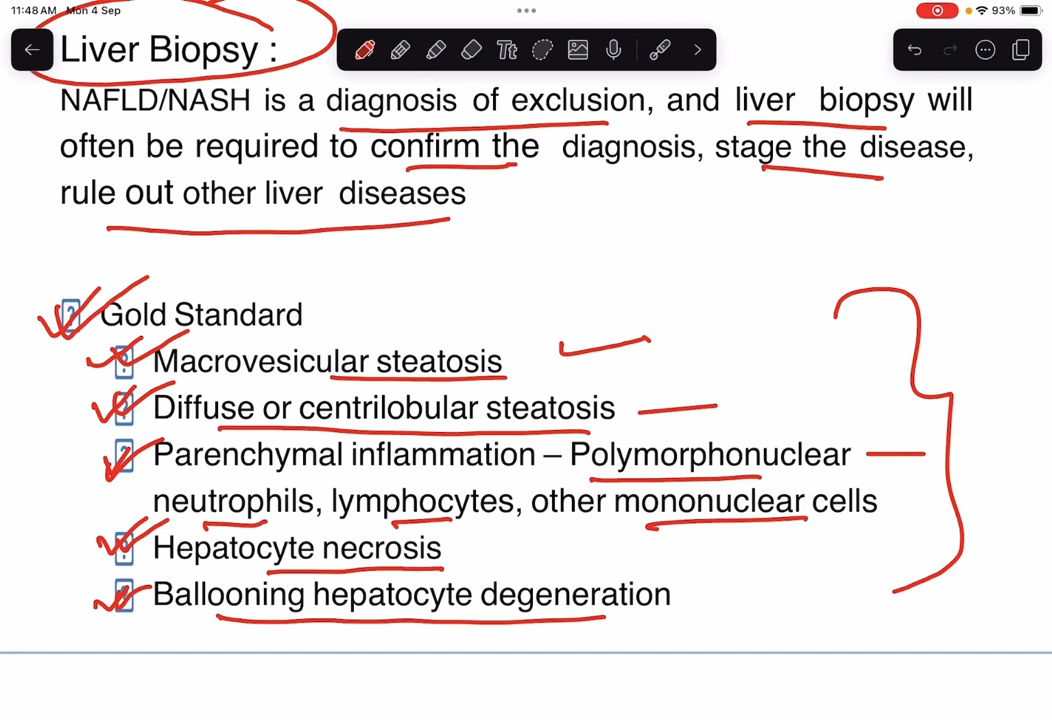 11:48 AM Mon 4 Sep
93%
Liver Biopsy :
Tt
NAFLD/NASH is a diagnosis of exclusion, and liver biopsy will
often be required to confirm the diagnosis, stage the disease,
rule out other liver diseases
Gold Standard
Macrovesicular steatosis
Diffuse or centrilobular steatosis
Parenchymal inflammation – Polymorphonuclear
neutrophils, lymphocytes, other mononuclear cells
Hepatocyte necrosis
Ballooning hepatocyte degeneration